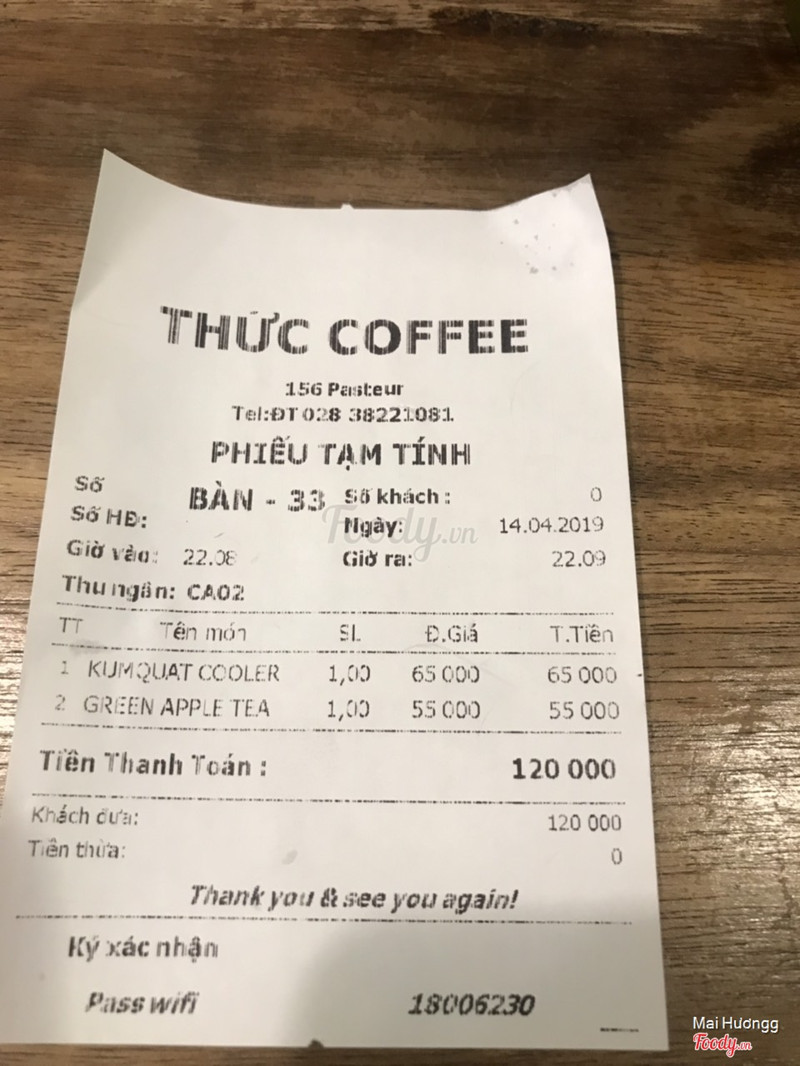 THỨC COFFEE
156 Pasteur
Tel:ĐT 028 38221081
PHIẾU TẠM TÍNH
Số BÀN - 33 Số khách : 0
Số HĐ: Ngày: 14.04.2019
Giờ vào: 22.08 Giờ ra: 22.09
Thu ngân: CA02
TT Tên món SL Đ.Giá T.Tiền
1 KUMQUAT COOLER 1,00 65 000 65 000
2 GREEN APPLE TEA 1,00 55 000 55 000
Tiền Thanh Toán : 120 000
Khách đưa: 120 000
Tiền thừa: 0
Thank you & see you again!
Ký xác nhận
Pass wifi 18006230
Foody.vn
Mai Hươngg
Foody.vn